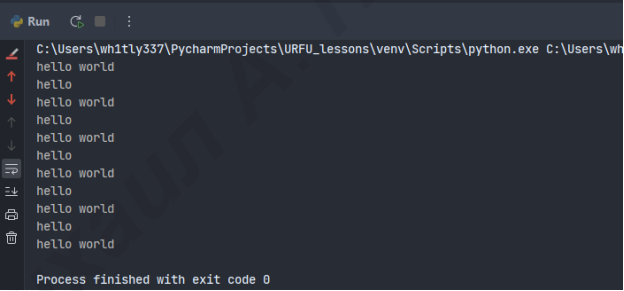 Run
C:\Users\wh1tly337\PycharmProjects\URFU_lessons\venv\Scripts\python.exe C:\Users\wh
hello world
hello
hello world
hello
hello world
hello
hello world
hello
hello world
hello
hello world
Process finished with exit code 0